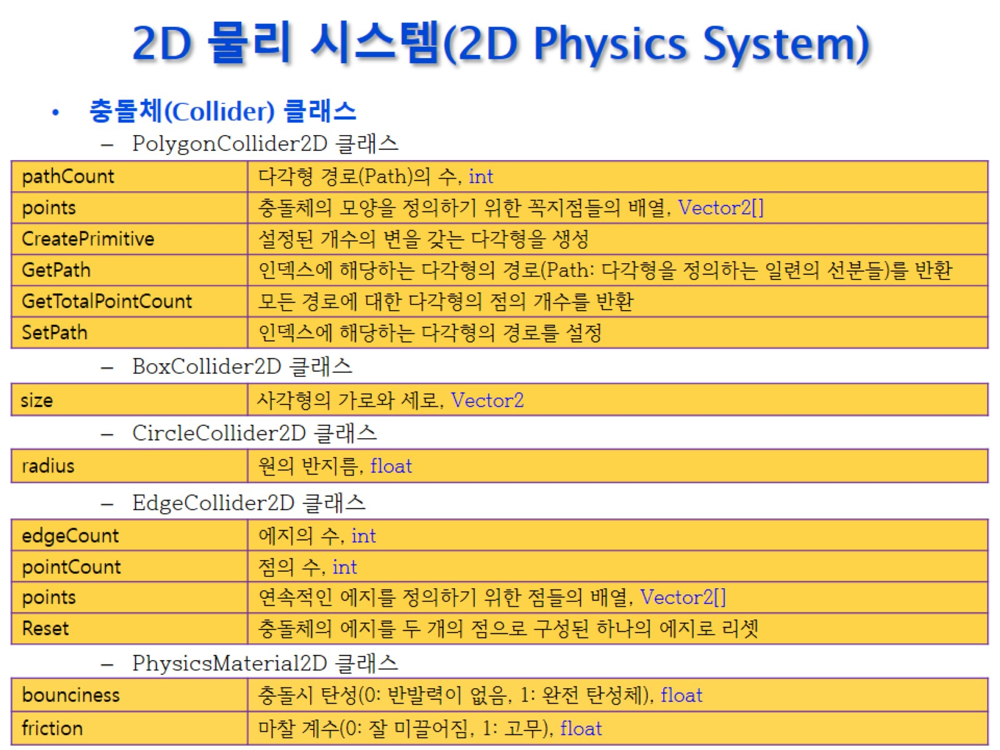 2D 물리 시스템(2D Physics System)
• 충돌체(Collider) 클래스
– PolygonCollider2D 클래스
pathCount 다각형 경로(Path)의 수, int
points 충돌체의 모양을 정의하기 위한 꼭지점들의 배열, Vector2[]
CreatePrimitive 설정된 개수의 변을 갖는 다각형을 생성
GetPath 인덱스에 해당하는 다각형의 경로(Path: 다각형을 정의하는 일련의 선분들)를 반환
GetTotalPointCount 모든 경로에 대한 다각형의 점의 개수를 반환
SetPath 인덱스에 해당하는 다각형의 경로를 설정
– BoxCollider2D 클래스
size 사각형의 가로와 세로, Vector2
– CircleCollider2D 클래스
radius 원의 반지름, float
– EdgeCollider2D 클래스
edgeCount 에지의 수, int
pointCount 점의 수, int
points 연속적인 에지를 정의하기 위한 점들의 배열, Vector2[]
Reset 충돌체의 에지를 두 개의 점으로 구성된 하나의 에지로 리셋
– PhysicsMaterial2D 클래스
bounciness 충돌시 탄성(0: 반발력이 없음, 1: 완전 탄성체), float
friction 마찰 계수(0: 잘 미끌어짐, 1: 고무), float